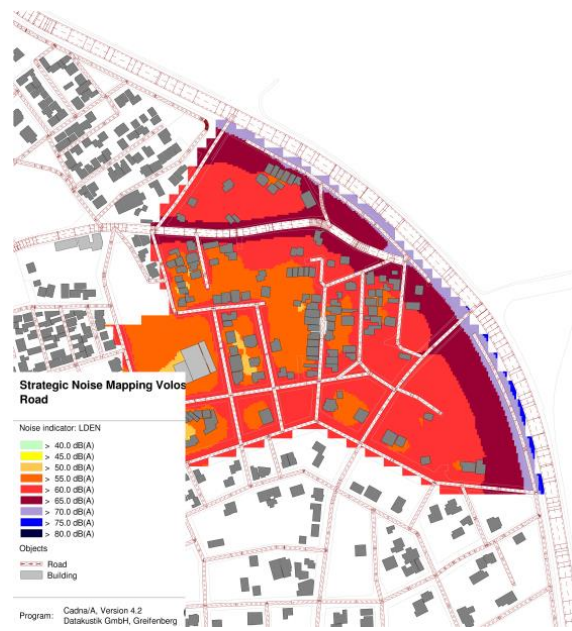 Strategic Noise Mapping Volos
Road
Noise indicator: LDEN
> 40.0 dB(A)
> 45.0 dB(A)
> 50.0 dB(A)
> 55.0 dB(A)
> 60.0 dB(A)
> 65.0 dB(A)
> 70.0 dB(A)
> 75.0 dB(A)
> 80.0 dB(A)
Objects
Road
Building
Program: Cadna/A, Version 4.2
Datakustik GmbH, Greifenberg